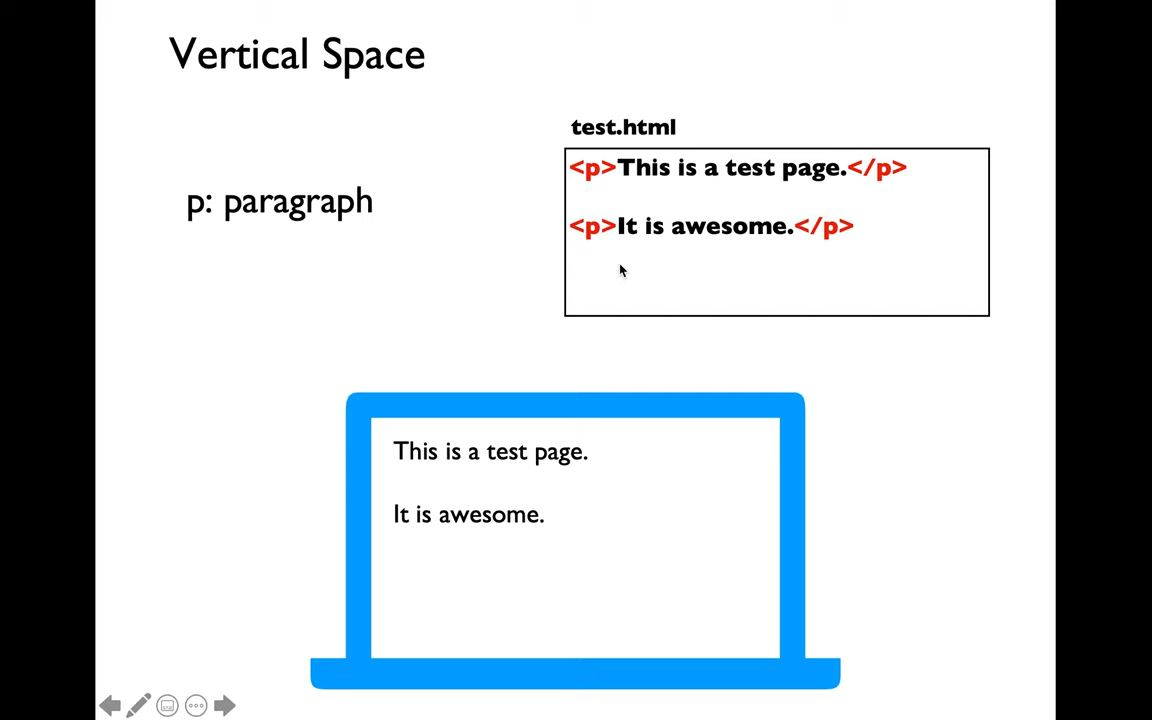 Vertical Space
test.html
<p>This is a test page.</p>
p: paragraph
<p>It is awesome.</p>
This is a test page.
It is awesome.